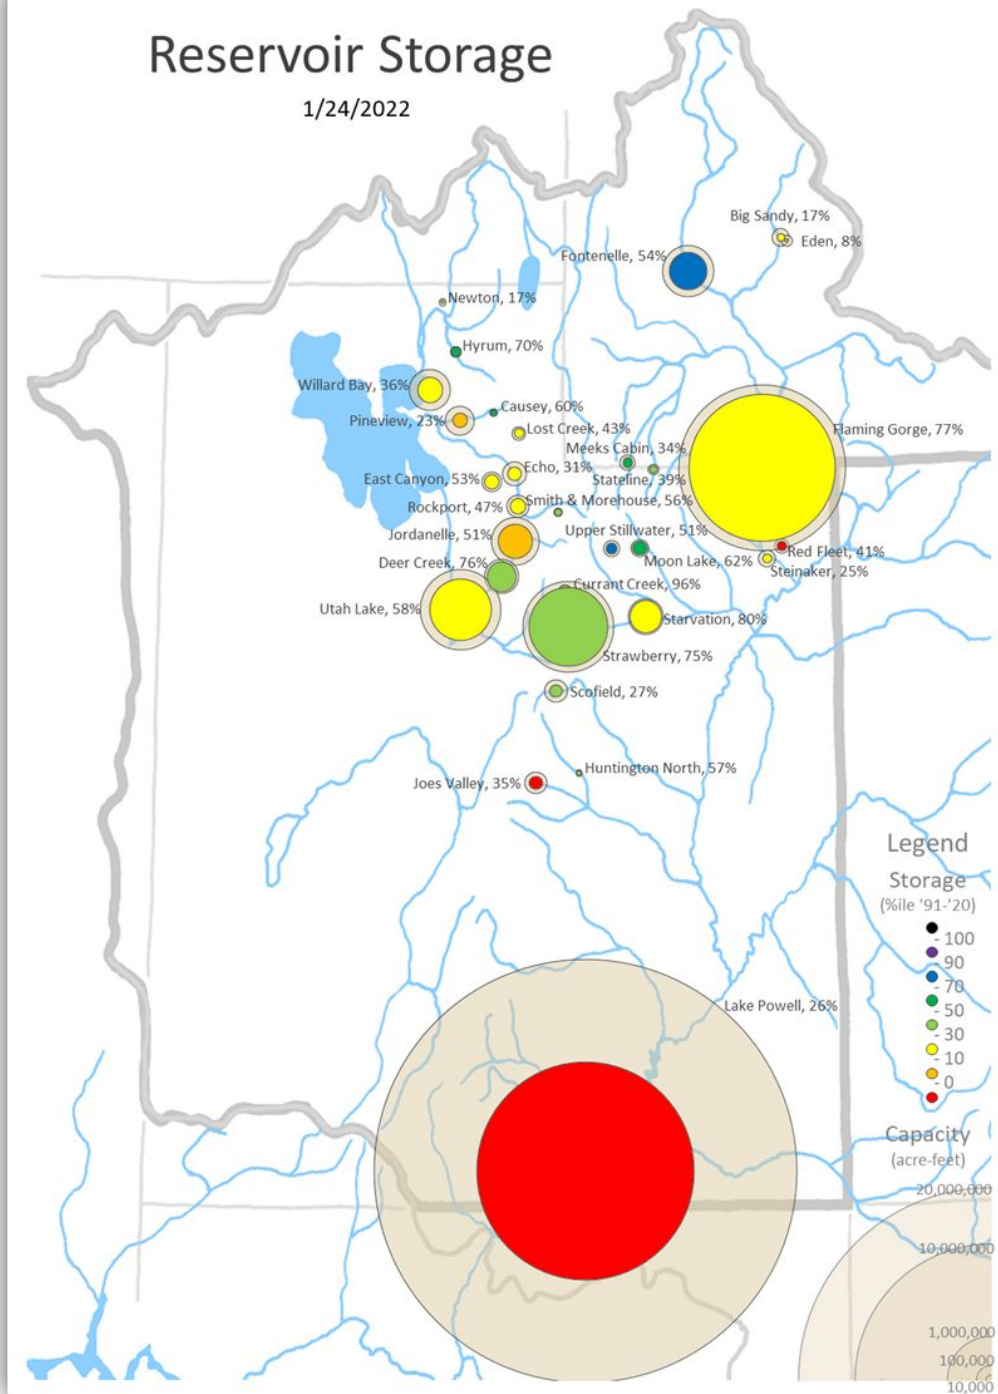 Reservoir Storage
1/24/2022
Big Sandy, 17%
Eden, 8%
Fontenelle, 54%
Newton, 17%
Hyrum, 70%
Willard Bay, 36%
Causey, 60%
Pineview, 23%
Lost Creek, 43%
Flaming Gorge, 77%
Meeks Cabin, 34%
Echo, 31%
East Canyon, 53%
Stateline, 39%
Smith & Morehouse, 56%
Rockport, 47%
Upper Stillwater, 51%
Jordanelle, 51%
Red Fleet, 41%
Deer Creek, 76%
Moon Lake, 62%
Steinaker, 25%
Currant Creek, 96%
Utah Lake, 58%
Starvation, 80%
Strawberry, 75%
Scofield, 27%
Huntington North, 57%
Joes Valley, 35%
Lake Powell, 26%
Legend
Storage
(%ile '91-'20)
- 100
- 90
- 70
- 50
- 30
- 10
- 0
Capacity
(acre-feet)
20,000,000
10,000,000
1,000,000
100,000
10,000